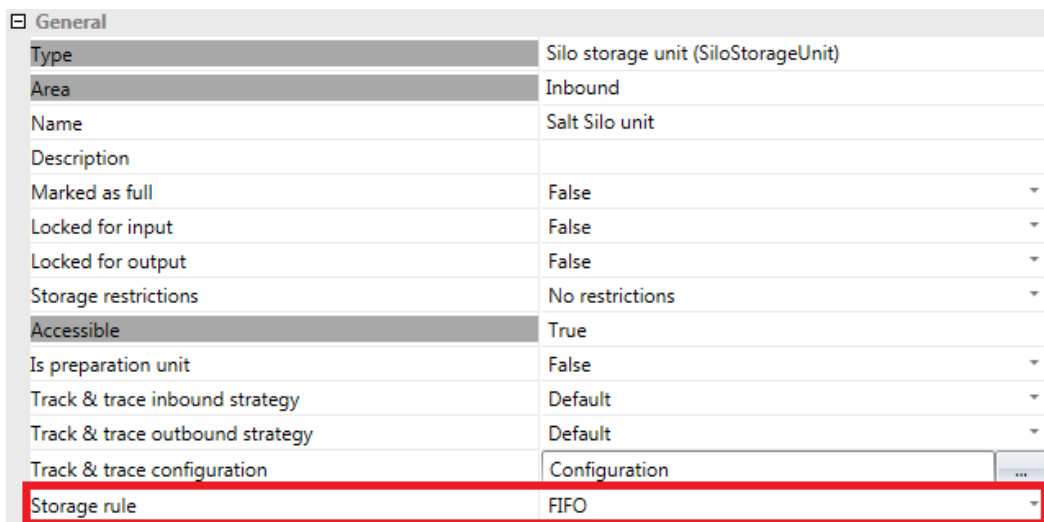 General
Type Silo storage unit (SiloStorageUnit)
Area Inbound
Name Salt Silo unit
Description
Marked as full False
Locked for input False
Locked for output False
Storage restrictions No restrictions
Accessible True
Is preparation unit False
Track & trace inbound strategy Default
Track & trace outbound strategy Default
Track & trace configuration Configuration ...
Storage rule FIFO